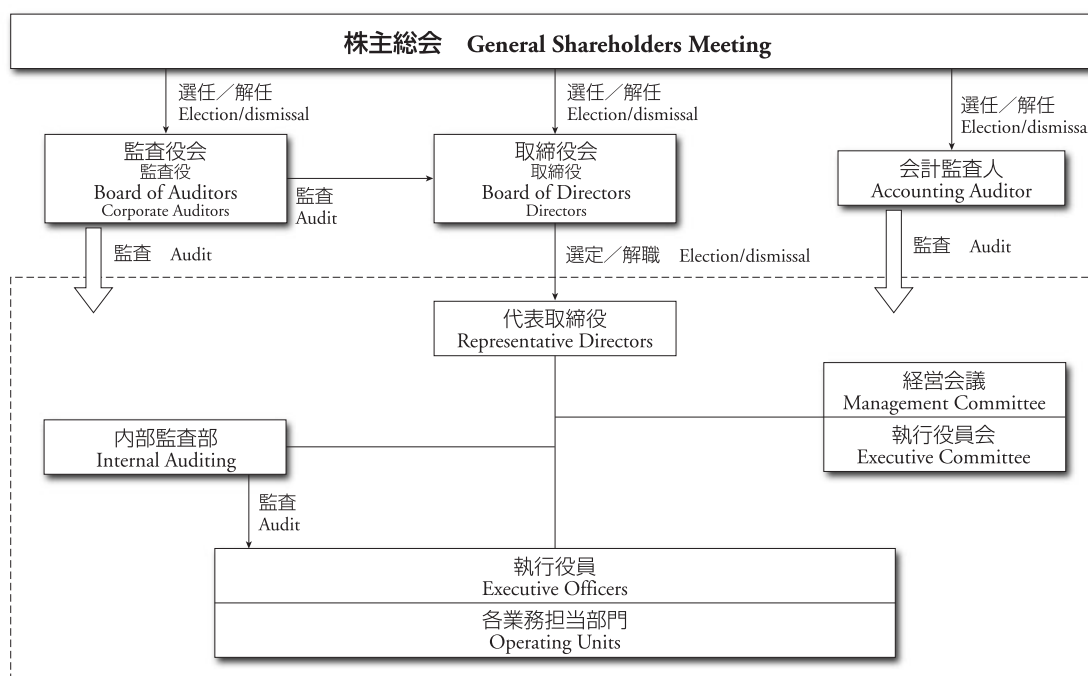 株主総会 General Shareholders Meeting
選任／解任
Election/dismissal
選任／解任
Election/dismissal
選任／解任
Election/dismissa
監査役会
監査役
Board of Auditors
Corporate Auditors
監査
Audit
取締役会
取締役
Board of Directors
Directors
会計監査人
Accounting Auditor
監査 Audit
選定／解職 Election/dismissal
監査 Audit
代表取締役
Representative Directors
経営会議
Management Committee
執行役員会
Executive Committee
内部監査部
Internal Auditing
監査
Audit
執行役員
Executive Officers
各業務担当部門
Operating Units